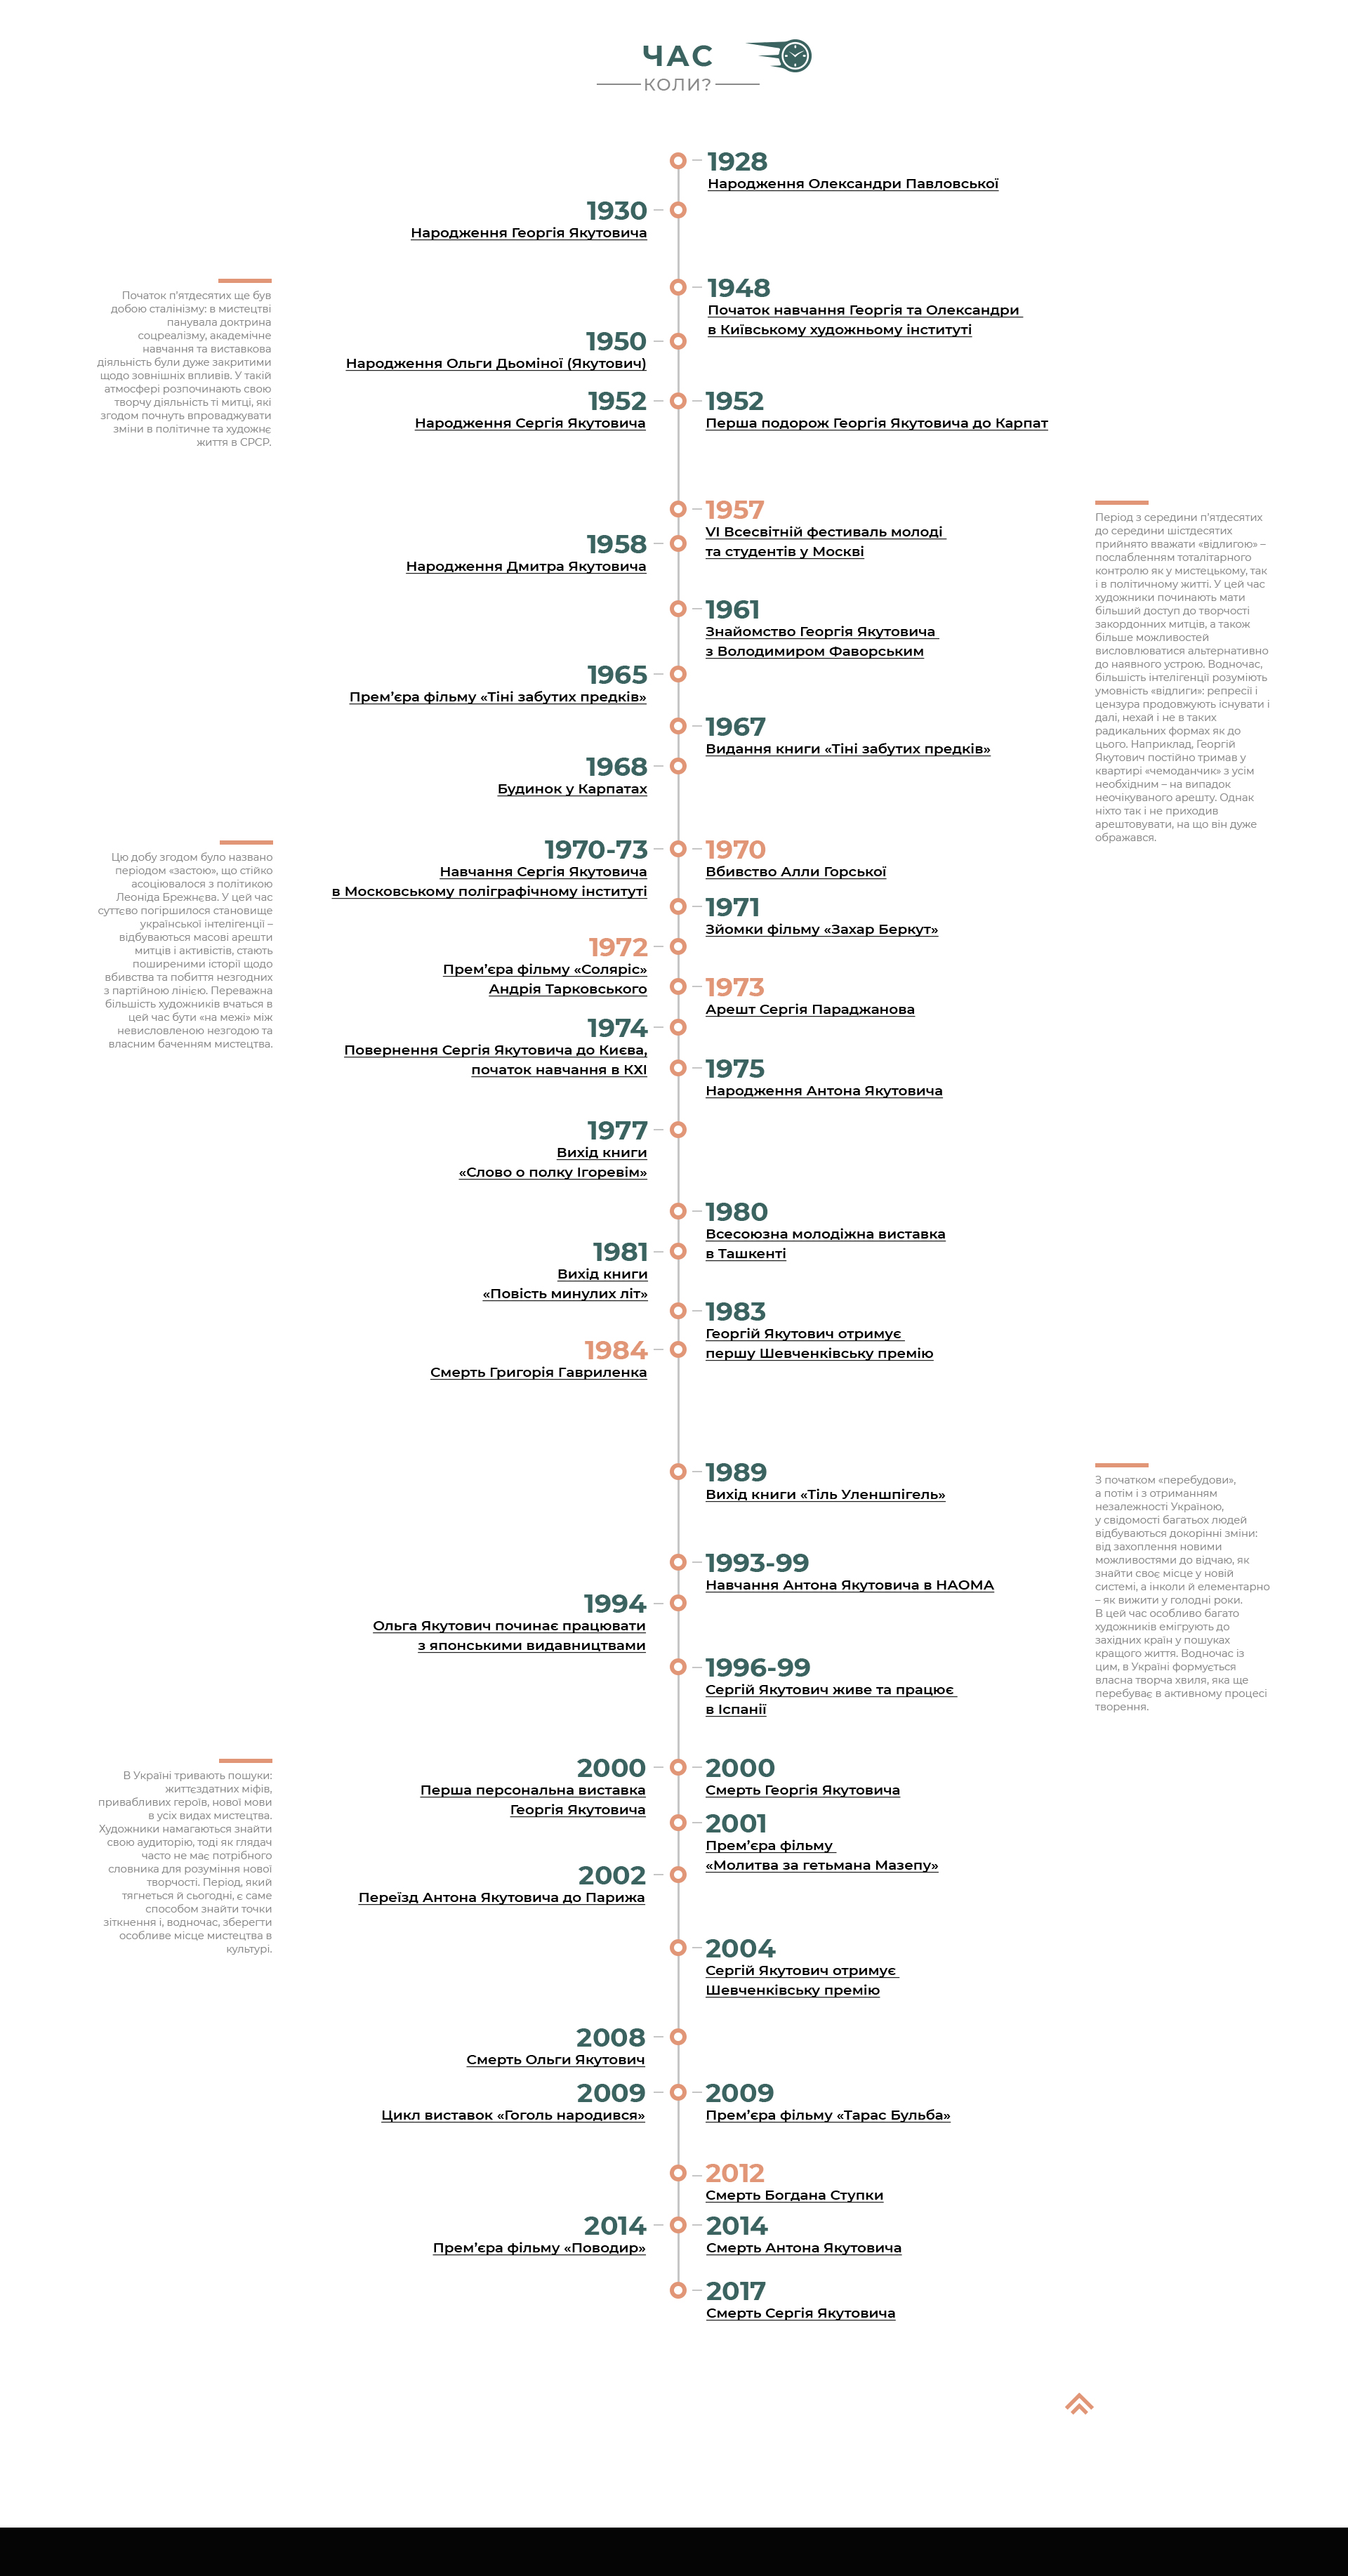 ЧАС
КОЛИ?
1928
Народження Олександри Павловської
1930
Народження Георгія Якутовича
Початок п'ятдесятих ще був
добою сталінізму: в мистецтві
панувала доктрина
соцреалізму, академічне
навчання та виставкова
діяльність були дуже закритими
щодо зовнішніх впливів. У такій
атмосфері розпочинають свою
творчу діяльність ті митці, які
згодом почнуть впроваджувати
зміни в політичне та художнє
життя в СРСР.
1948
Початок навчання Георгія та Олександри
в Київському художньому інституті
1950
Народження Ольги Дьоміної (Якутович)
1952
Народження Сергія Якутовича
1952
Перша подорож Георгія Якутовича до Карпат
1957
VI Всесвітній фестиваль молоді
та студентів у Москві
Період з середини п'ятдесятих
до середини шістдесятих
прийнято вважати «відлигою» –
послабленням тоталітарного
контролю як у мистецькому, так
і в політичному житті. У цей час
художники починають мати
більший доступ до творчості
закордонних митців, а також
більше можливостей
висловлюватися альтернативно
до наявного устрою. Водночас,
більшість інтелігенції розуміють
умовність «відлиги»: репресії і
цензура продовжують існувати і
далі, нехай і не в таких
радикальних формах як до
цього. Наприклад, Георгій
Якутович постійно тримав у
квартирі «чемоданчик» з усім
необхідним – на випадок
неочікуваного арешту. Однак
ніхто так і не приходив
арештовувати, на що він дуже
ображався.
1958
Народження Дмитра Якутовича
1961
Знайомство Георгія Якутовича
з Володимиром Фаворським
1965
Прем’єра фільму «Тіні забутих предків»
1967
Видання книги «Тіні забутих предків»
1968
Будинок у Карпатах
Цю добу згодом було названо
періодом «застою», що стійко
асоціювалося з політикою
Леоніда Брежнєва. У цей час
суттєво погіршилося становище
української інтелігенції –
відбуваються масові арешти
митців і активістів, стають
поширеними історії щодо
вбивства та побиття незгодних
з партійною лінією. Переважна
більшість художників вчаться в
цей час бути «на межі» між
невисловленою незгодою та
власним баченням мистецтва.
1970-73
Навчання Сергія Якутовича
в Московському поліграфічному інституті
1970
Вбивство Алли Горської
1971
Зйомки фільму «Захар Беркут»
1972
Прем’єра фільму «Соляріс»
Андрія Тарковського
1973
Арешт Сергія Параджанова
1974
Повернення Сергія Якутовича до Києва,
початок навчання в КХІ
1975
Народження Антона Якутовича
1977
Вихід книги
«Слово о полку Ігоревім»
1980
Всесоюзна молодіжна виставка
в Ташкенті
1981
Вихід книги
«Повість минулих літ»
1983
Георгій Якутович отримує
першу Шевченківську премію
1984
Смерть Григорія Гавриленка
1989
Вихід книги «Тіль Уленшпігель»
З початком «перебудови»,
а потім і з отриманням
незалежності Україною,
у свідомості багатьох людей
відбуваються докорінні зміни:
від захоплення новими
можливостями до відчаю, як
знайти своє місце у новій
системі, а інколи й елементарно
– як вижити у голодні роки.
В цей час особливо багато
художників емігрують до
західних країн у пошуках
кращого життя. Водночас із
цим, в Україні формується
власна творча хвиля, яка ще
перебуває в активному процесі
творення.
1993-99
Навчання Антона Якутовича в НАОМА
1994
Ольга Якутович починає працювати
з японськими видавництвами
1996-99
Сергій Якутович живе та працює
в Іспанії
В Україні тривають пошуки:
життєздатних міфів,
привабливих героїв, нової мови
в усіх видах мистецтва.
Художники намагаються знайти
свою аудиторію, тоді як глядач
часто не має потрібного
словника для розуміння нової
творчості. Період, який
тягнеться й сьогодні, є саме
способом знайти точки
зіткнення і, водночас, зберегти
особливе місце мистецтва в
культурі.
2000
Перша персональна виставка
Георгія Якутовича
2000
Смерть Георгія Якутовича
2001
Прем’єра фільму
«Молитва за гетьмана Мазепу»
2002
Переїзд Антона Якутовича до Парижа
2004
Сергій Якутович отримує
Шевченківську премію
2008
Смерть Ольги Якутович
2009
Цикл виставок «Гоголь народився»
2009
Прем’єра фільму «Тарас Бульба»
2012
Смерть Богдана Ступки
2014
Прем’єра фільму «Поводир»
2014
Смерть Антона Якутовича
2017
Смерть Сергія Якутовича